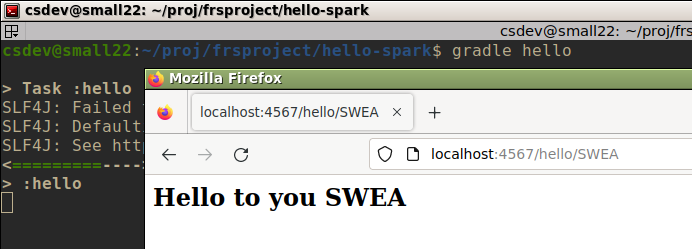 csdev@small22: ~/proj/frsproject/hello-spark
csdev@small22: ~/proj/frs
csdev@small22:~/proj/frsproject/hello-spark$ gradle hello
> Task :hello
SLF4J: Failed
SLF4J: Default
SLF4J: See
<=========----
> :hello
Mozilla Firefox
localhost:4567/hello/SWEA
localhost:4567/hello/SWEA
Hello to you SWEA